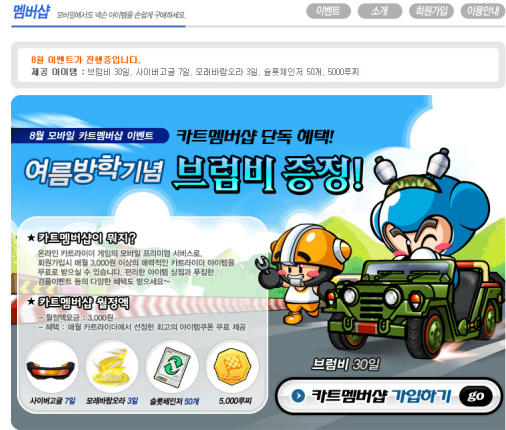 멤버샵 모바일에서도 넥슨 아이템을 손쉽게 구매하세요.
이벤트 소개 회원가입 이용안내
8월 이벤트가 진행중입니다.
제공 아이템 : 브럼비 30일, 사이버고글 7일, 모래바람오라 3일, 슬롯체인저 50개, 5000루찌
8월 모바일 카트멤버샵 이벤트 카트멤버샵 단독 혜택!
여름방학기념 브럼비 증정!
★카트멤버샵이 뭐지?
온라인 카트라이더 게임의 모바일 프리미엄 서비스로,
회원가입시 매월 3,000원 이상의 매력적인 카트라이더 아이템을
무료로 받으실 수 있습니다. 편리한 아이템 상점과 푸짐한
경품이벤트 등의 다양한 혜택도 받으세요~
★카트멤버샵 월정액
- 월정액요금 : 3,000원
- 혜택 : 매월 카트라이더에서 선정한 최고의 아이템쿠폰 무료 제공
사이버고글 7일 모래바람오라 3일 슬롯체인저 50개 5,000루찌
브럼비 30일
카트멤버샵 가입하기 go